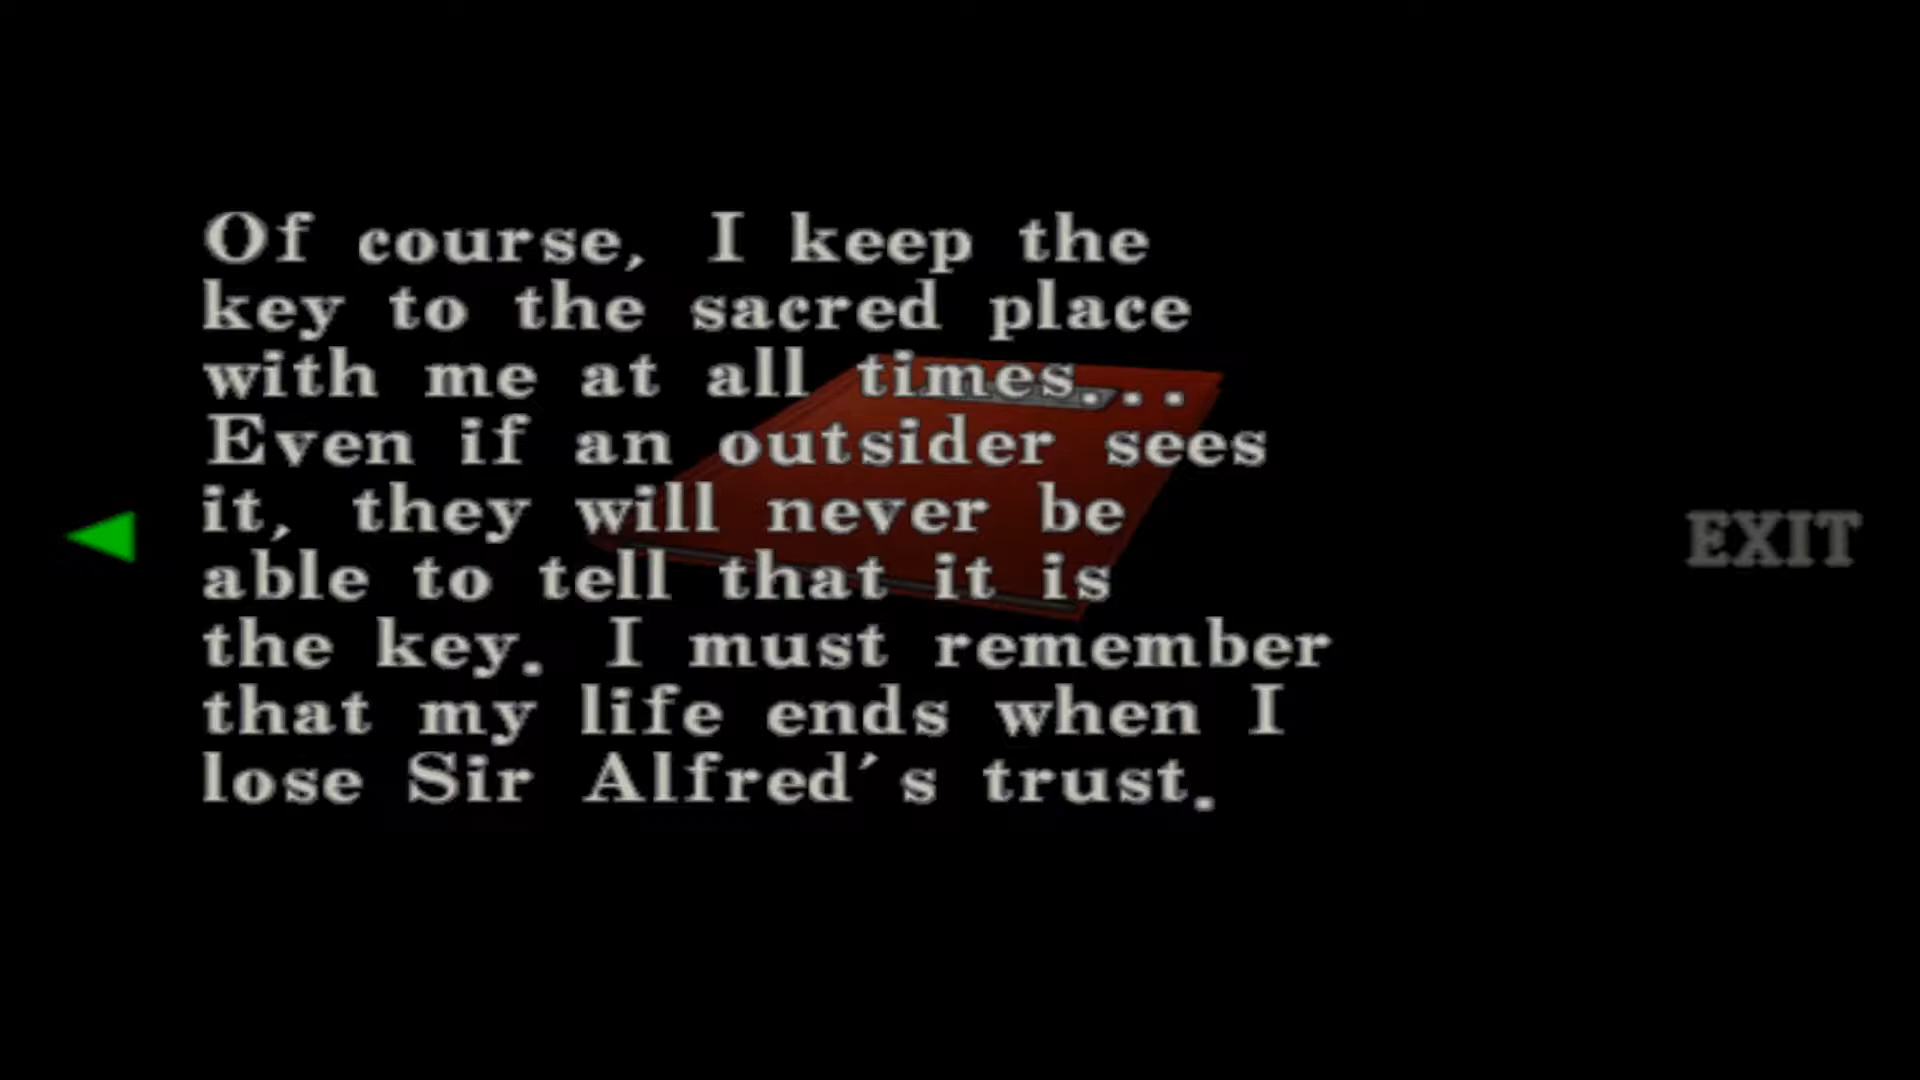 Of course, I keep the
key to the sacred place
with me at all times...
Even if an outsider sees
it, they will never be
able to tell that it is
the key. I must remember
that my life ends when I
lose Sir Alfred's trust.
EXIT